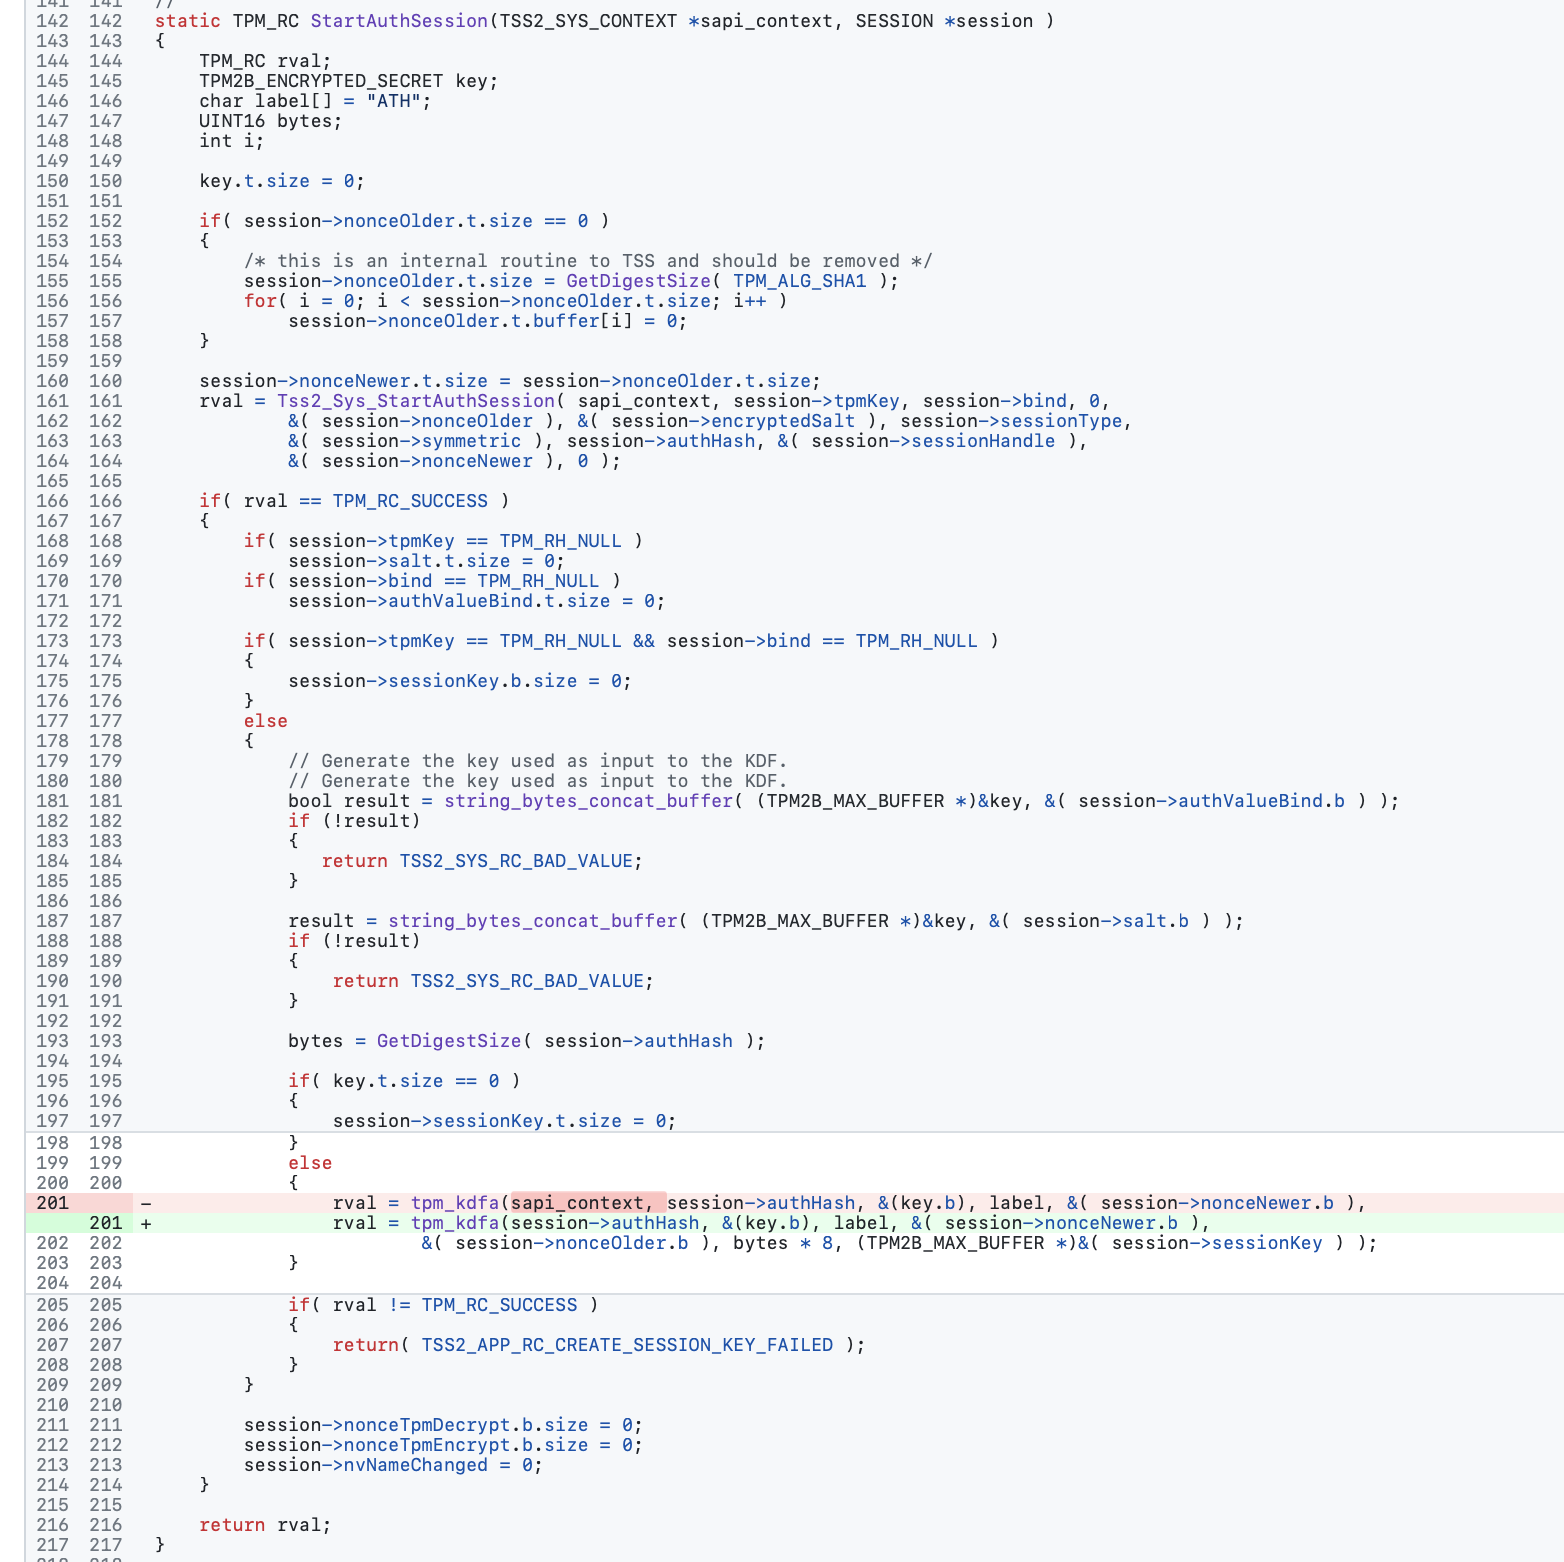 141 141 //
142 142 static TPM_RC StartAuthSession(TSS2_SYS_CONTEXT *sapi_context, SESSION *session )
143 143 {
144 144     TPM_RC rval;
145 145     TPM2B_ENCRYPTED_SECRET key;
146 146     char label[] = "ATH";
147 147     UINT16 bytes;
148 148     int i;
149 149
150 150     key.t.size = 0;
151 151
152 152     if( session->nonceOlder.t.size == 0 )
153 153     {
154 154         /* this is an internal routine to TSS and should be removed */
155 155         session->nonceOlder.t.size = GetDigestSize( TPM_ALG_SHA1 );
156 156         for( i = 0; i < session->nonceOlder.t.size; i++ )
157 157             session->nonceOlder.t.buffer[i] = 0;
158 158     }
159 159
160 160     session->nonceNewer.t.size = session->nonceOlder.t.size;
161 161     rval = Tss2_Sys_StartAuthSession( sapi_context, session->tpmKey, session->bind, 0,
162 162             &( session->nonceOlder ), &( session->encryptedSalt ), session->sessionType,
163 163             &( session->symmetric ), session->authHash, &( session->sessionHandle ),
164 164             &( session->nonceNewer ), 0 );
165 165
166 166     if( rval == TPM_RC_SUCCESS )
167 167     {
168 168         if( session->tpmKey == TPM_RH_NULL )
169 169             session->salt.t.size = 0;
170 170         if( session->bind == TPM_RH_NULL )
171 171             session->authValueBind.t.size = 0;
172 172
173 173         if( session->tpmKey == TPM_RH_NULL && session->bind == TPM_RH_NULL )
174 174         {
175 175             session->sessionKey.b.size = 0;
176 176         }
177 177         else
178 178         {
179 179             // Generate the key used as input to the KDF.
180 180             // Generate the key used as input to the KDF.
181 181             bool result = string_bytes_concat_buffer( (TPM2B_MAX_BUFFER *)&key, &( session->authValueBind.b ) );
182 182             if (!result)
183 183             {
184 184                return TSS2_SYS_RC_BAD_VALUE;
185 185             }
186 186
187 187             result = string_bytes_concat_buffer( (TPM2B_MAX_BUFFER *)&key, &( session->salt.b ) );
188 188             if (!result)
189 189             {
190 190                 return TSS2_SYS_RC_BAD_VALUE;
191 191             }
192 192
193 193             bytes = GetDigestSize( session->authHash );
194 194
195 195             if( key.t.size == 0 )
196 196             {
197 197                 session->sessionKey.t.size = 0;
198 198             }
199 199             else
200 200             {
201 −                 rval = tpm_kdfa(sapi_context, session->authHash, &(key.b), label, &( session->nonceNewer.b ),
201 +                 rval = tpm_kdfa(session->authHash, &(key.b), label, &( session->nonceNewer.b ),
202 202                         &( session->nonceOlder.b ), bytes * 8, (TPM2B_MAX_BUFFER *)&( session->sessionKey ) );
203 203             }
204 204
205 205             if( rval != TPM_RC_SUCCESS )
206 206             {
207 207                 return( TSS2_APP_RC_CREATE_SESSION_KEY_FAILED );
208 208             }
209 209         }
210 210
211 211         session->nonceTpmDecrypt.b.size = 0;
212 212         session->nonceTpmEncrypt.b.size = 0;
213 213         session->nvNameChanged = 0;
214 214     }
215 215
216 216     return rval;
217 217 }